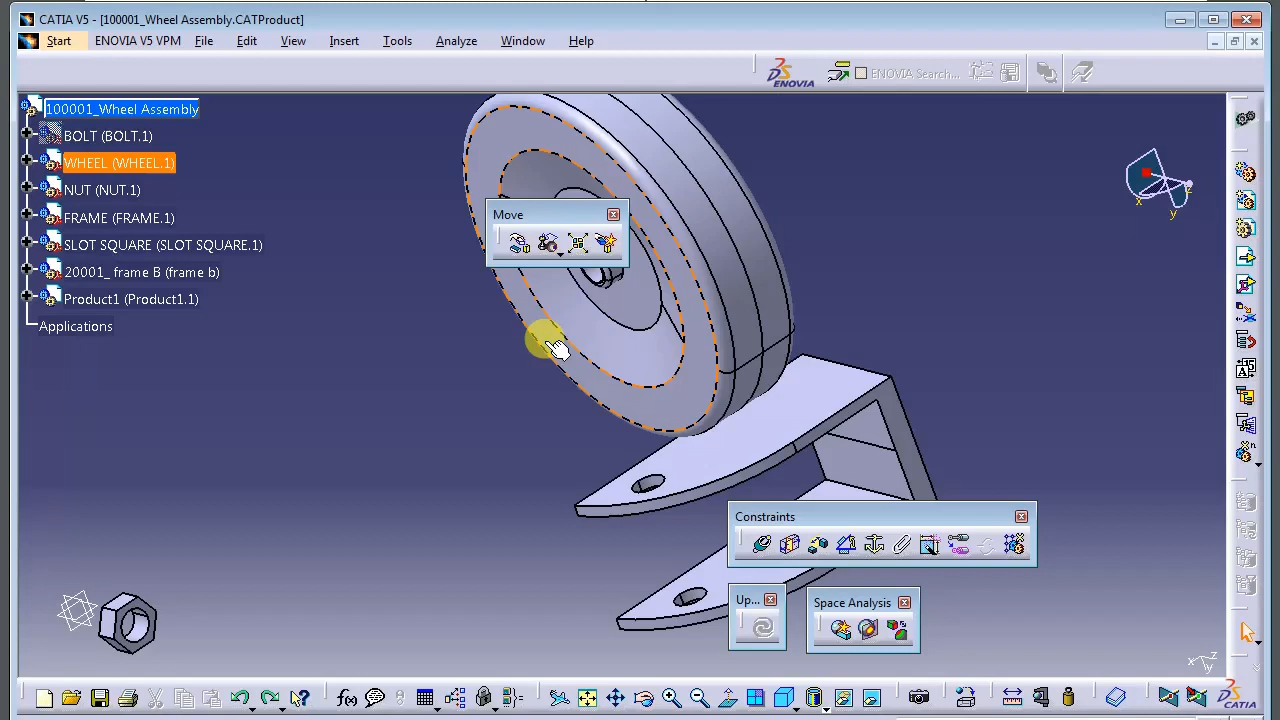 CATIA V5 - [100001_Wheel Assembly.CATProduct]
Start ENOVIA V5 VPM File Edit View Insert Tools Analyze Window Help
ENOVIA
ENOVIA Search...
100001_Wheel Assembly
BOLT (BOLT.1)
WHEEL (WHEEL.1)
NUT (NUT.1)
FRAME (FRAME.1)
SLOT SQUARE (SLOT SQUARE.1)
20001_ frame B (frame b)
Product1 (Product1.1)
Applications
Move
z
x
y
Constraints
Up...
Space Analysis
z
y
x
f(x)
CATIA